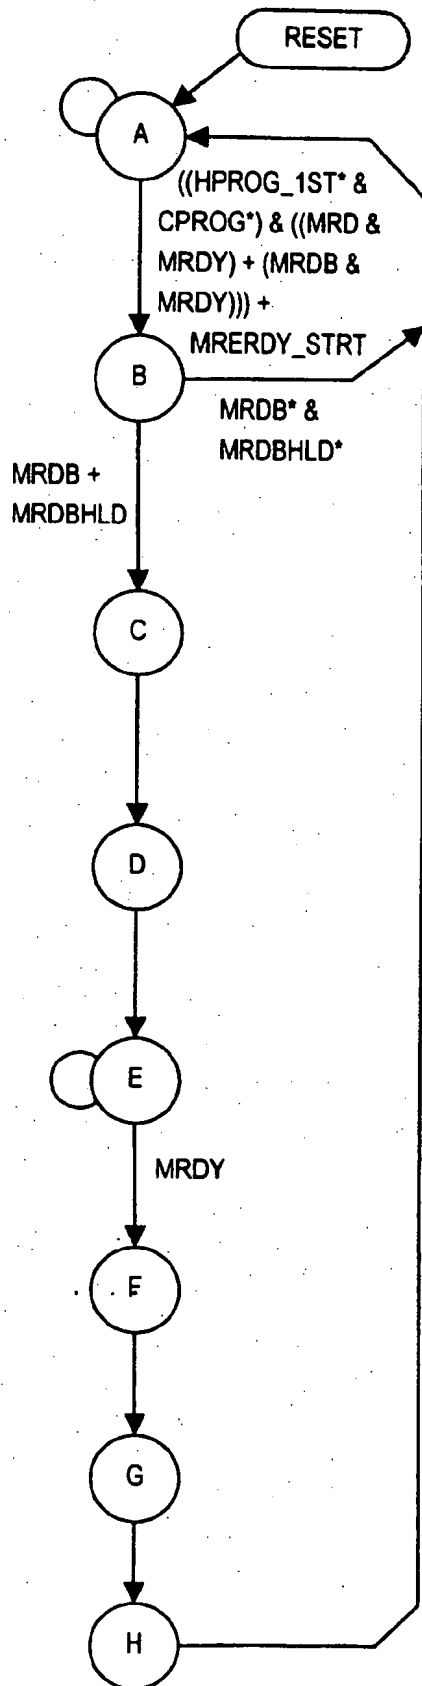 RESET
A
((HPROG_1ST* &
CPROG*) & ((MRD &
MRDY) + (MRDB &
MRDY))) +
MRERDY_STRT
B
MRDB* &
MRDBHLD*
MRDB +
MRDBHLD
C
D
E
MRDY
F
G
H